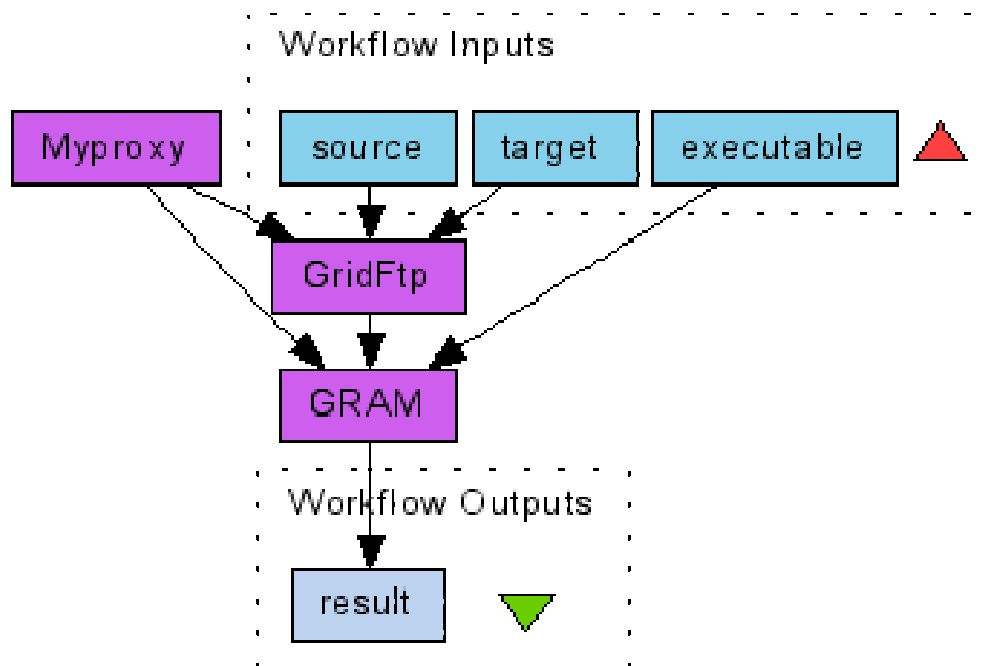 Workflow Inputs
Myproxy
source
target
executable
GridFtp
GRAM
Workflow Outputs
result